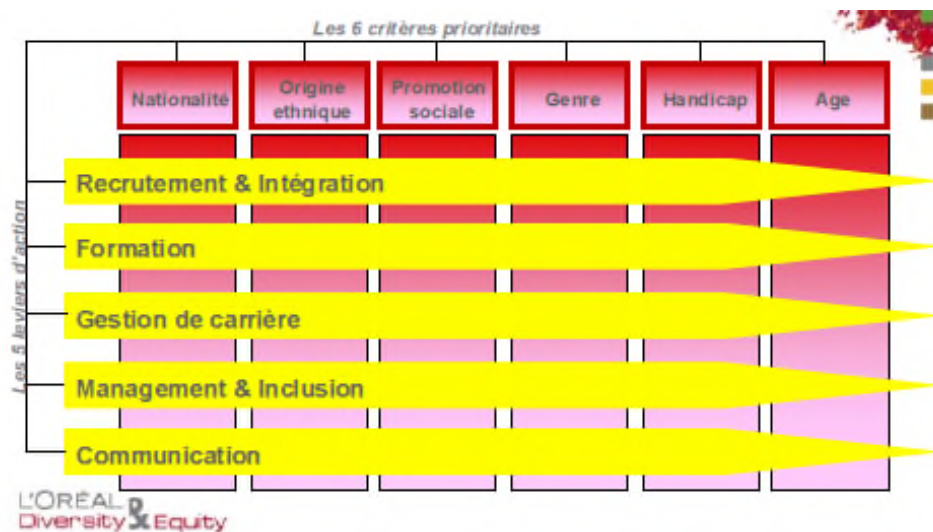 Les 6 critères prioritaires
Nationalité
Origine
ethnique
Promotion
sociale
Genre
Handicap
Age
Les 5 leviers d'action
Recrutement & Intégration
Formation
Gestion de carrière
Management & Inclusion
Communication
L'ORÉAL
Diversity & Equity